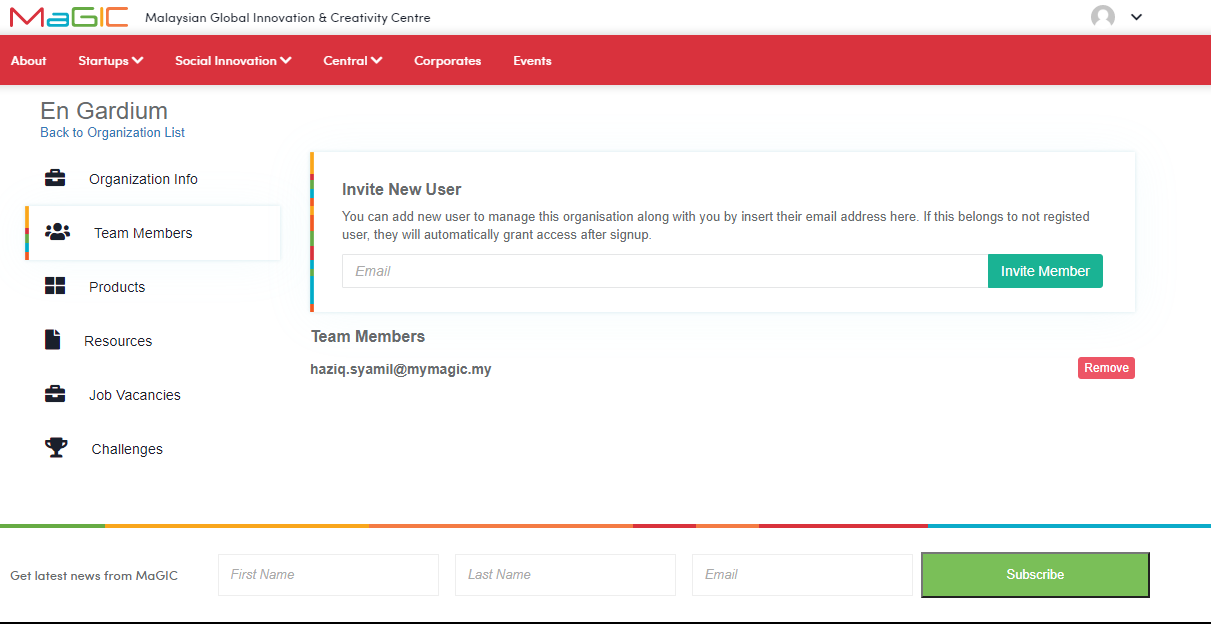 MaGIC Malaysian Global Innovation & Creativity Centre
About Startups Social Innovation Central Corporates Events
En Gardium
Back to Organization List
Organization Info
Team Members
Products
Resources
Job Vacancies
Challenges
Invite New User
You can add new user to manage this organisation along with you by insert their email address here. If this belongs to not registed
user, they will automatically grant access after signup.
Email Invite Member
Team Members
haziq.syamil@mymagic.my Remove
Get latest news from MaGIC First Name Last Name Email Subscribe